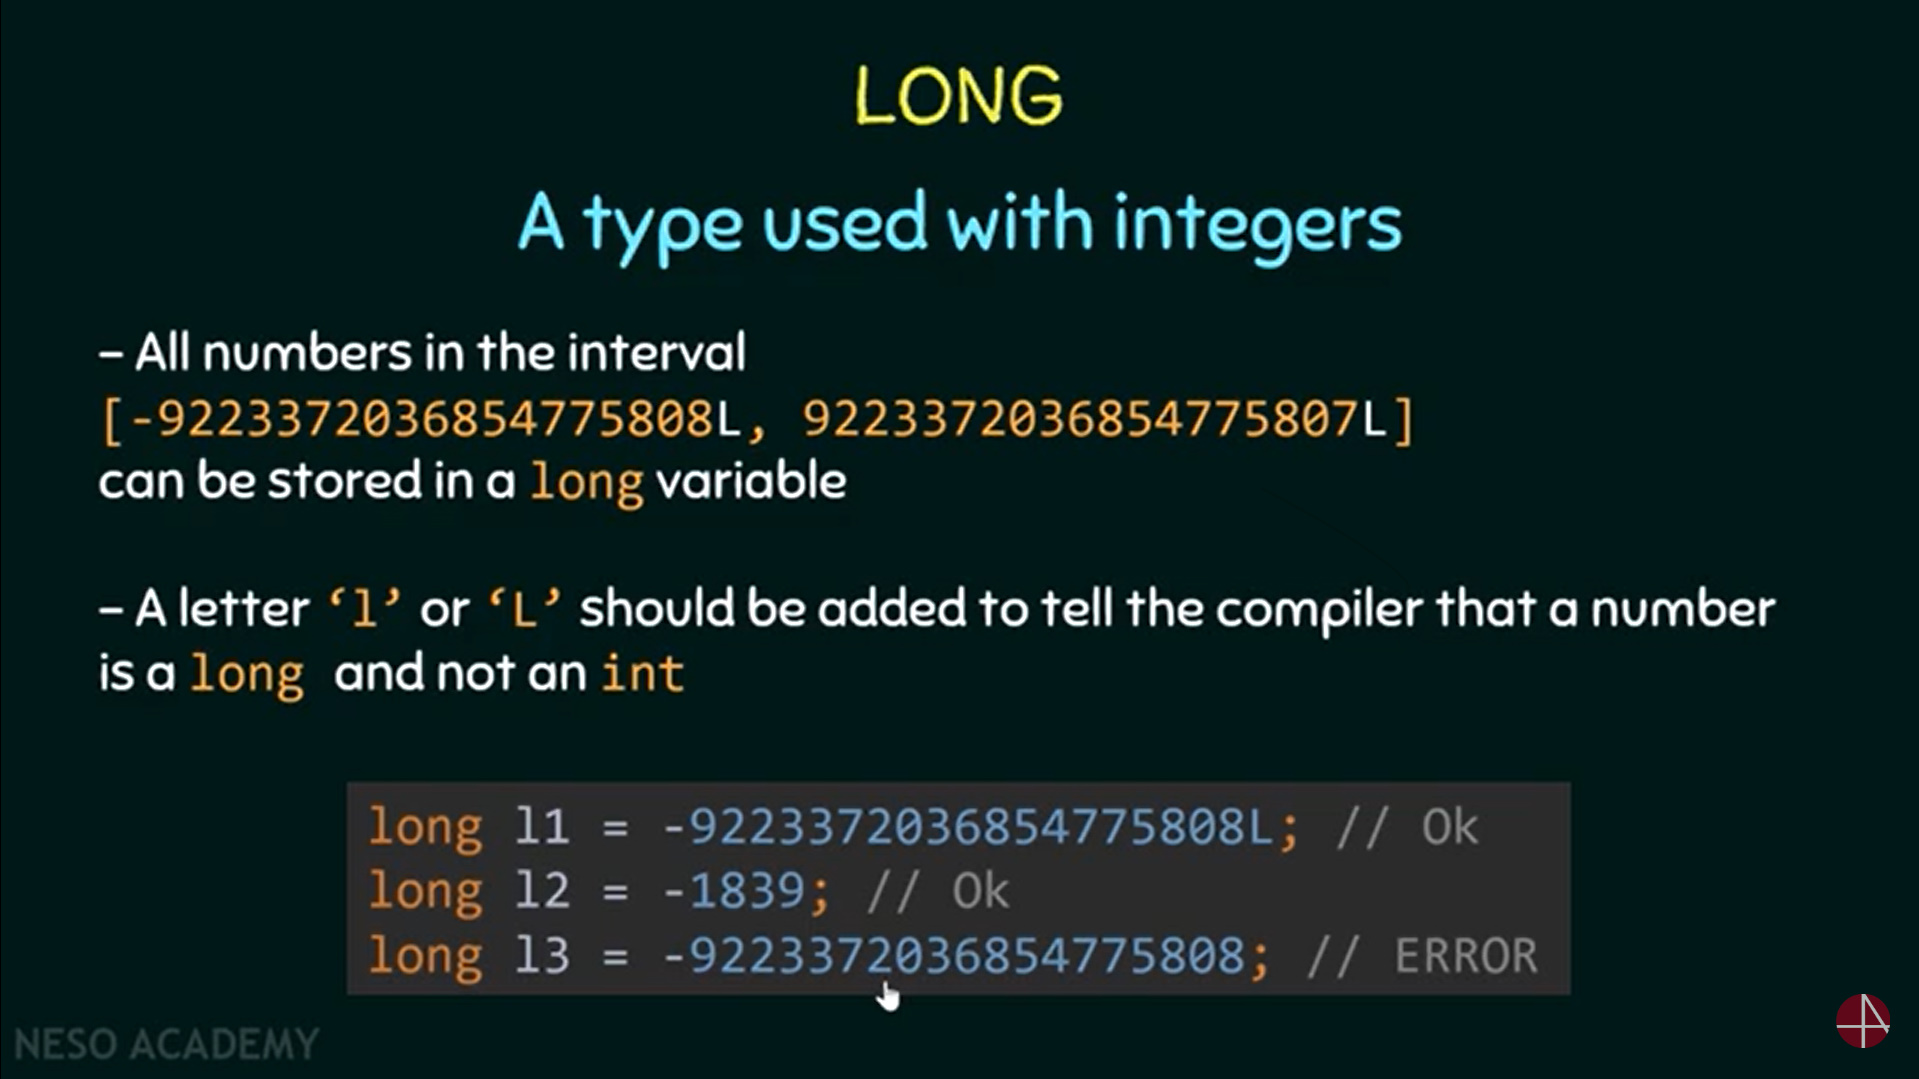 LONG
A type used with integers
– All numbers in the interval
[-9223372036854775808L, 9223372036854775807L]
can be stored in a long variable
– A letter ‘l’ or ‘L’ should be added to tell the compiler that a number
is a long and not an int
long l1 = -9223372036854775808L; // Ok
long l2 = -1839; // Ok
long l3 = -9223372036854775808; // ERROR
NESO ACADEMY